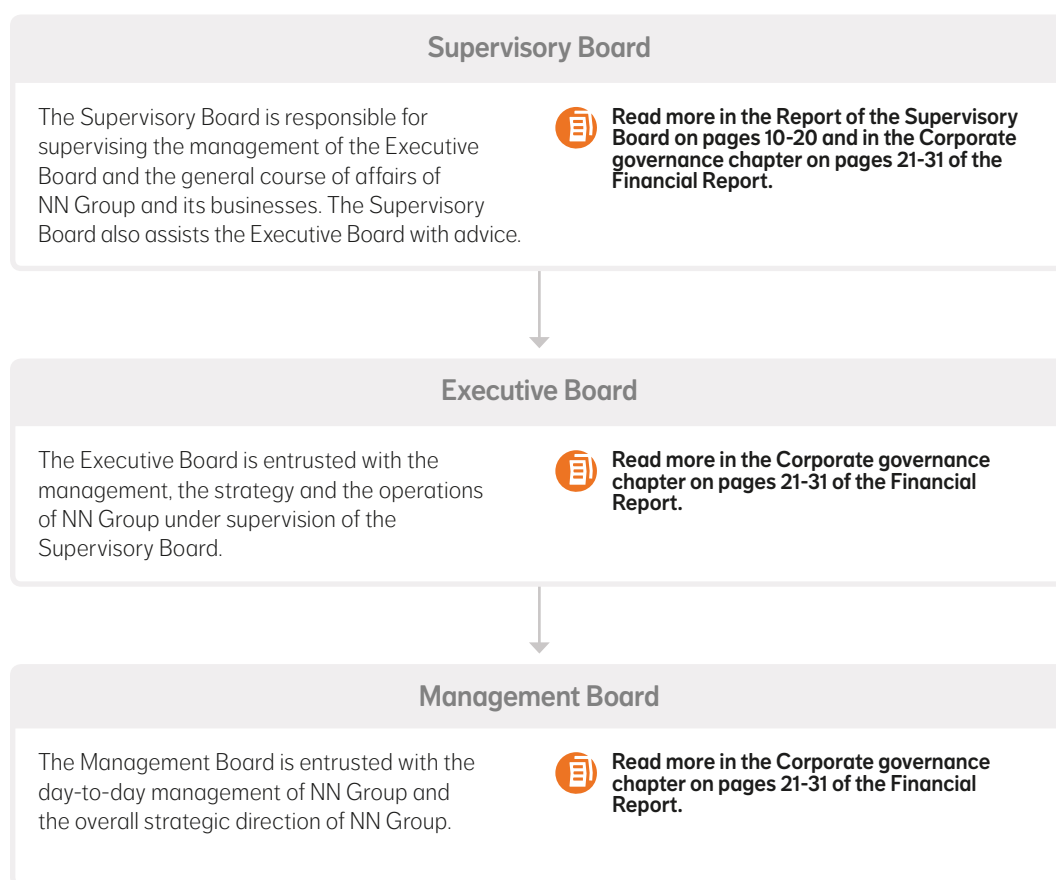 Supervisory Board
The Supervisory Board is responsible for
supervising the management of the Executive
Board and the general course of affairs of
NN Group and its businesses. The Supervisory
Board also assists the Executive Board with advice.
Read more in the Report of the Supervisory
Board on pages 10-20 and in the Corporate
governance chapter on pages 21-31 of the
Financial Report.
Executive Board
The Executive Board is entrusted with the
management, the strategy and the operations
of NN Group under supervision of the
Supervisory Board.
Read more in the Corporate governance
chapter on pages 21-31 of the Financial
Report.
Management Board
The Management Board is entrusted with the
day-to-day management of NN Group and
the overall strategic direction of NN Group.
Read more in the Corporate governance
chapter on pages 21-31 of the Financial
Report.